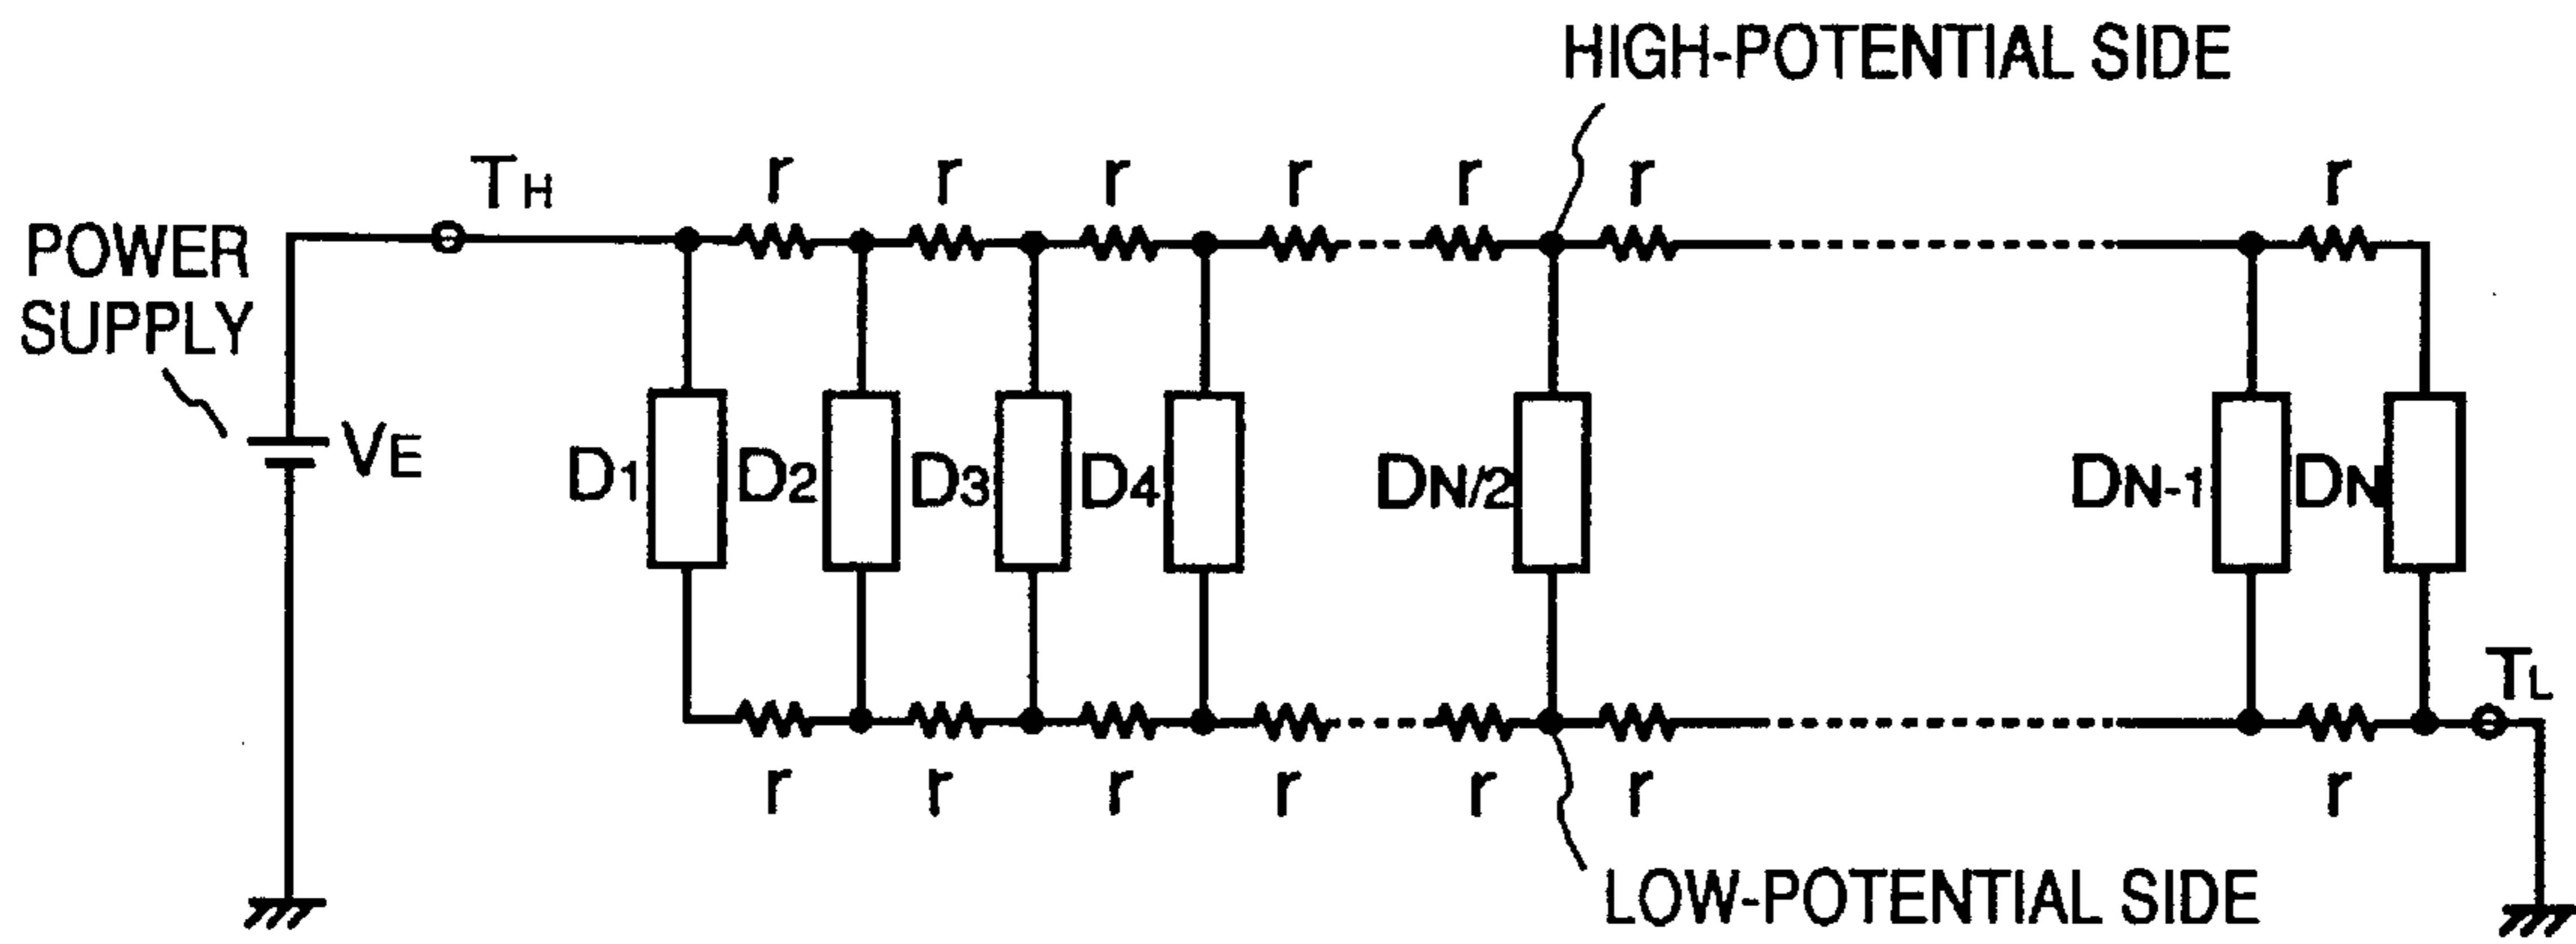 HIGH-POTENTIAL SIDE
TH r r r r r r r
POWER
SUPPLY
VE
D1 D2 D3 D4 DN/2 DN-1 DN
TL
r r r r r r r
LOW-POTENTIAL SIDE